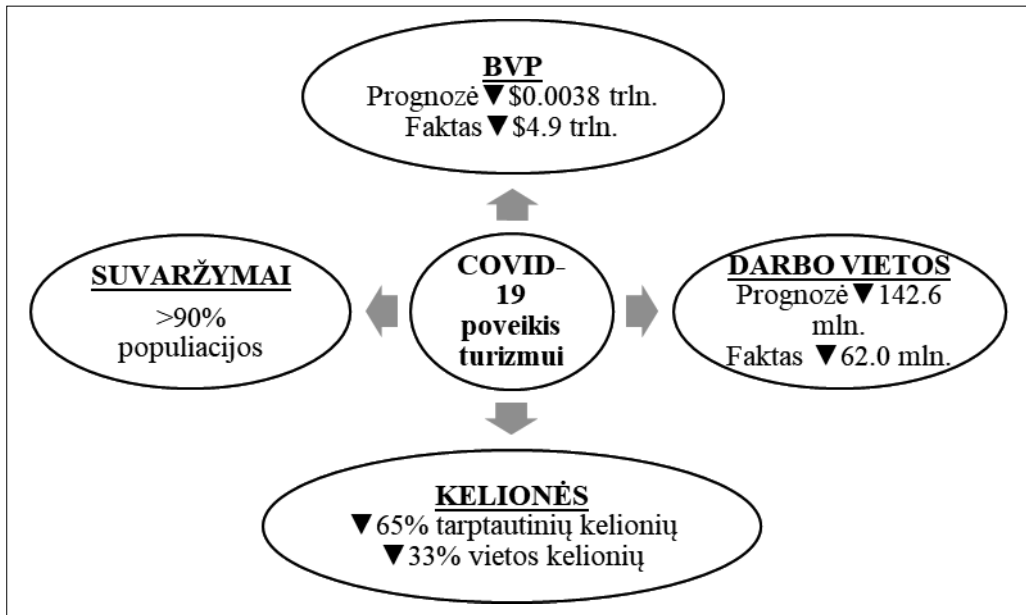 BVP
Prognozė ▼$0.0038 trln.
Faktas ▼$4.9 trln.
SUVARŽYMAI
>90%
populiacijos
COVID-
19
poveikis
turizmui
DARBO VIETOS
Prognozė ▼142.6
mln.
Faktas ▼62.0 mln.
KELIONĖS
▼65% tarptautinių kelionių
▼33% vietos kelionių